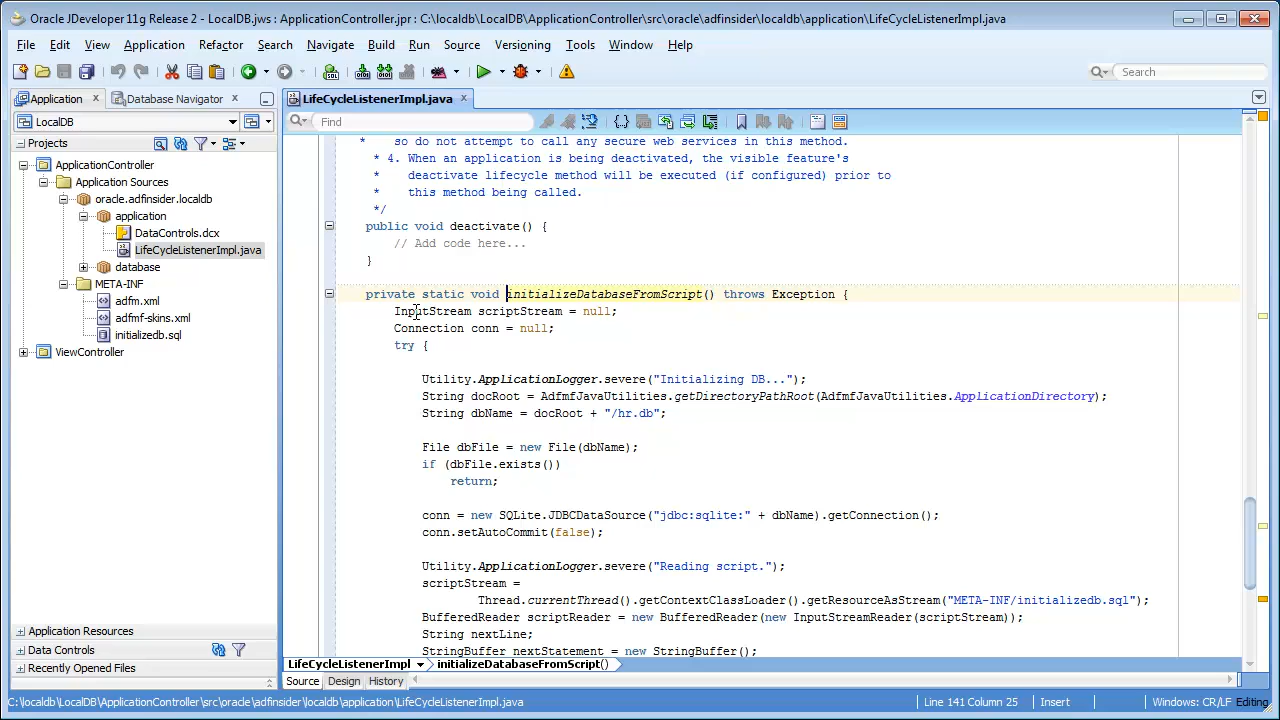 Oracle JDeveloper 11g Release 2 - LocalDB.jws : ApplicationController.jpr : C:\localdb\LocalDB\ApplicationController\src\oracle\adfinsider\localdb\application\LifeCycleListenerImpl.java
File Edit View Application Refactor Search Navigate Build Run Source Versioning Tools Window Help
Search
Application Database Navigator LifeCycleListenerImpl.java
LocalDB
Find
Projects
ApplicationController
Application Sources
oracle.adfinsider.localdb
application
DataControls.dcx
LifeCycleListenerImpl.java
database
META-INF
adfm.xml
adfmf-skins.xml
initializedb.sql
ViewController
Application Resources
Data Controls
Recently Opened Files
* so do not attempt to call any secure web services in this method.
* 4. When an application is being deactivated, the visible feature's
* deactivate lifecycle method will be executed (if configured) prior to
* this method being called.
*/
public void deactivate() {
// Add code here...
}
private static void initializeDatabaseFromScript() throws Exception {
InputStream scriptStream = null;
Connection conn = null;
try {
Utility.ApplicationLogger.severe("Initializing DB...");
String docRoot = AdfmfJavaUtilities.getDirectoryPathRoot(AdfmfJavaUtilities.ApplicationDirectory);
String dbName = docRoot + "/hr.db";
File dbFile = new File(dbName);
if (dbFile.exists())
return;
conn = new SQLite.JDBCDataSource("jdbc:sqlite:" + dbName).getConnection();
conn.setAutoCommit(false);
Utility.ApplicationLogger.severe("Reading script.");
scriptStream =
Thread.currentThread().getContextClassLoader().getResourceAsStream("META-INF/initializedb.sql");
BufferedReader scriptReader = new BufferedReader(new InputStreamReader(scriptStream));
String nextLine;
StringBuffer nextStatement = new StringBuffer();
LifeCycleListenerImpl initializeDatabaseFromScript()
Source Design History
C:\localdb\LocalDB\ApplicationController\src\oracle\adfinsider\localdb\application\LifeCycleListenerImpl.java Line 141 Column 25 Insert Windows: CR/LF Editing